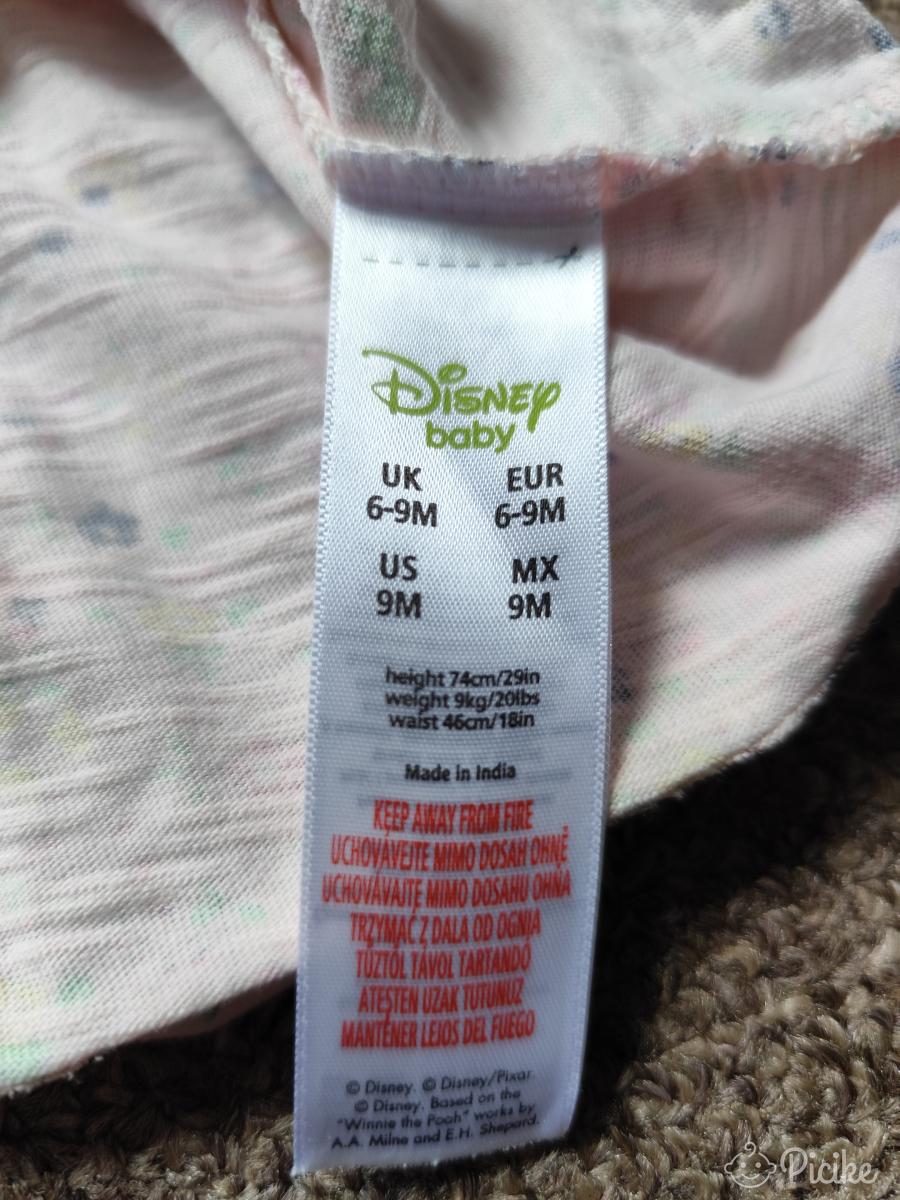 Disney
baby
UK EUR
6-9M 6-9M
US MX
9M 9M
height 74cm/29in
weight 9kg/20lbs
waist 46cm/18in
Made in India
KEEP AWAY FROM FIRE
UCHOVÁVEJTE MIMO DOSAH OHNĚ
UCHOVÁVAJTE MIMO DOSAHU OHŇA
TRZYMAĆ Z DALA OD OGNIA
TŰZTŐL TÁVOL TARTANDÓ
ATEŞTEN UZAK TUTUNUZ
MANTENER LEJOS DEL FUEGO
© Disney. © Disney/Pixar.
© Disney. Based on the
"Winnie the Pooh" works by
A.A. Milne and E.H. Shepard.
Picike